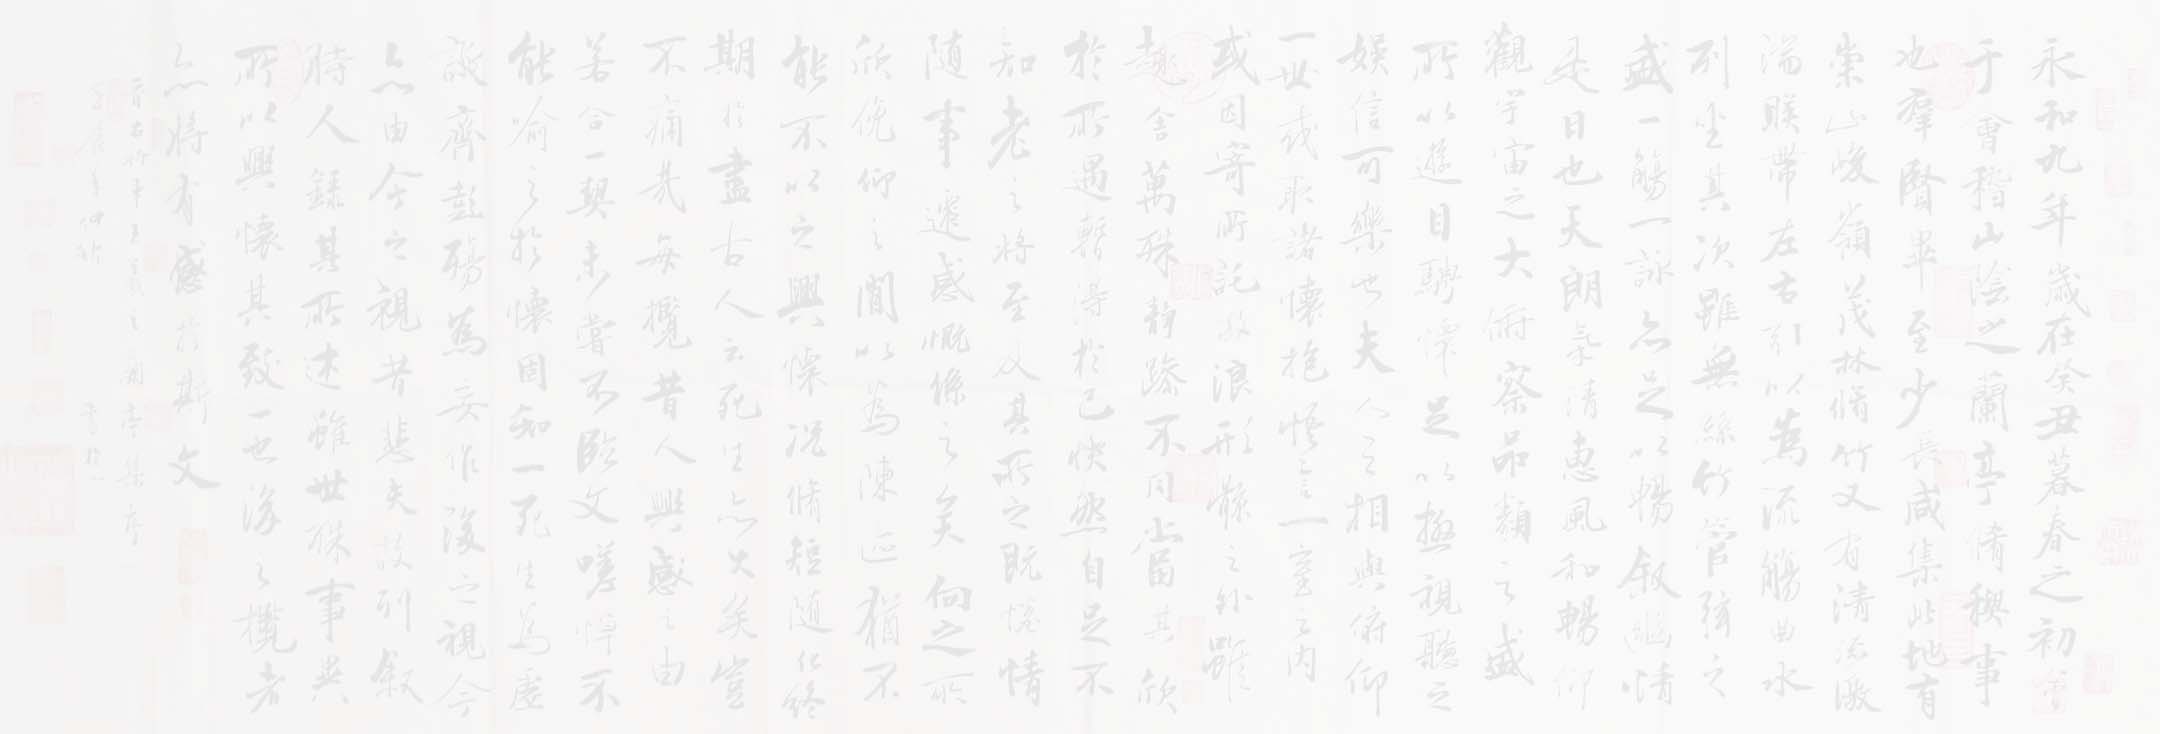 永和九年歲在癸丑暮春之初會
于會稽山陰之蘭亭脩稧事
也羣賢畢至少長咸集此地有
崇山峻嶺茂林脩竹又有清流激
湍暎帶左右引以為流觴曲水
列坐其次雖無絲竹管弦之
盛一觴一詠亦足以暢敘幽情
是日也天朗氣清惠風和暢仰
觀宇宙之大俯察品類之盛
所以遊目騁懷足以極視聽之
娛信可樂也夫人之相與俯仰
一世或取諸懷抱悟言一室之內
或因寄所託放浪形骸之外雖
趣舍萬殊靜躁不同當其欣
於所遇暫得於己快然自足不
知老之將至及其所之既惓情
隨事遷感慨係之矣向之所
欣俛仰之間以為陳迹猶不
能不以之興懷況脩短隨化終
期於盡古人云死生亦大矣豈
不痛哉每攬昔人興感之由
若合一契未嘗不臨文嗟悼不
能喻之於懷固知一死生為虛
誕齊彭殤為妄作後之視今
亦由今之視昔悲夫故列敘
時人錄其所述雖世殊事異
所以興懷其致一也後之攬者
亦將有感於斯文
晉右將軍王羲之蘭亭集序